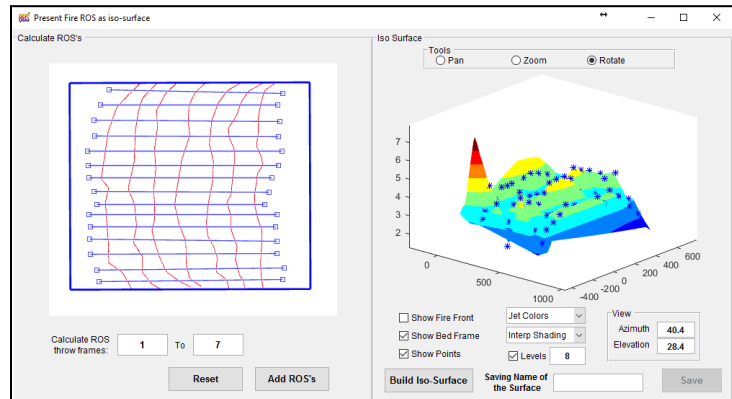 Present Fire ROS as iso-surface
Calculate ROS's
Calculate ROS
throw frames:
1
To
7
Reset
Add ROS's
Iso Surface
Tools
Pan
Zoom
Rotate
7
6
5
4
3
2
0
500
1000
-400
-200
0
200
400
600
Show Fire Front
Jet Colors
Show Bed Frame
Interp Shading
Show Points
Levels
8
View
Azimuth
40.4
Elevation
28.4
Build Iso-Surface
Saving Name of
the Surface
Save